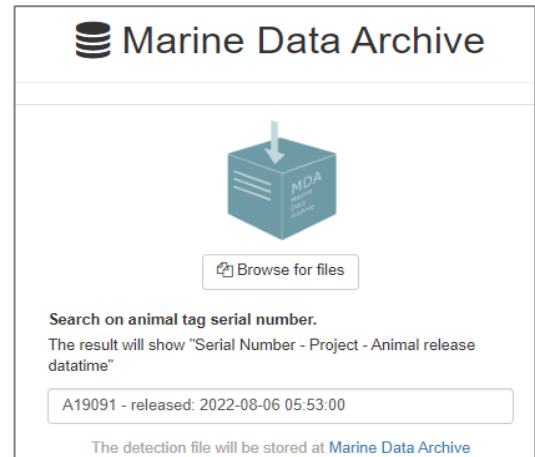 Marine Data Archive
MDA
Marine
Data
Archive
Browse for files
Search on animal tag serial number.
The result will show "Serial Number - Project - Animal release
datatime"
A19091 - released: 2022-08-06 05:53:00
The detection file will be stored at Marine Data Archive